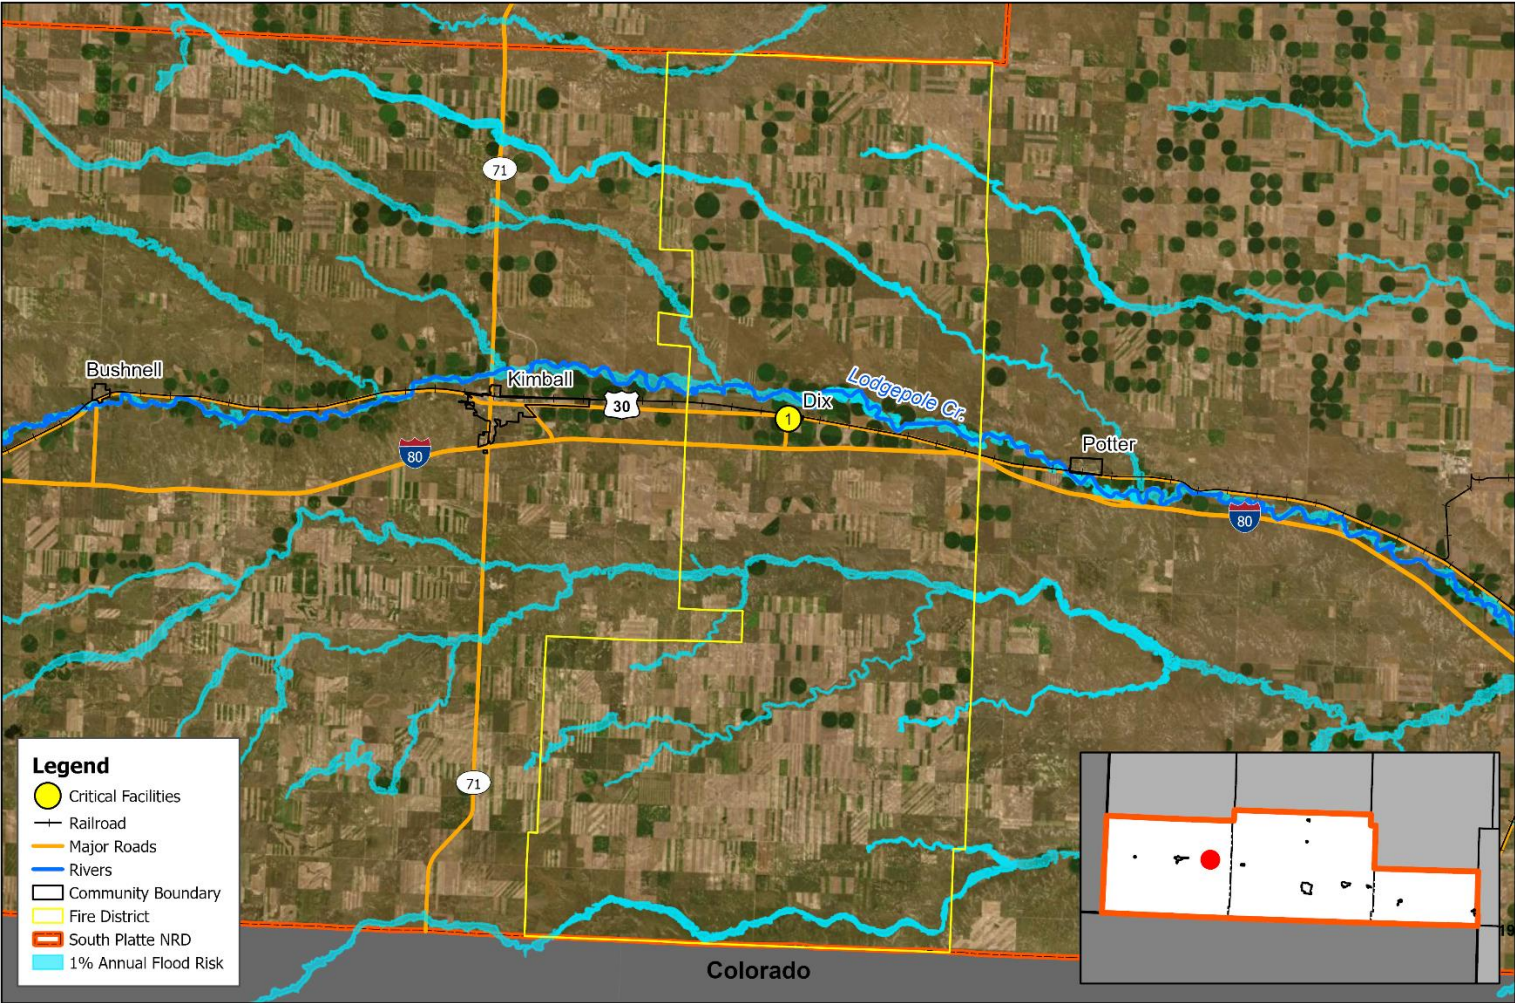 71
Bushnell
Kimball
30
Dix
1
Lodgepole Cr.
Potter
80
80
71
Legend
Critical Facilities
Railroad
Major Roads
Rivers
Community Boundary
Fire District
South Platte NRD
1% Annual Flood Risk
Colorado
19